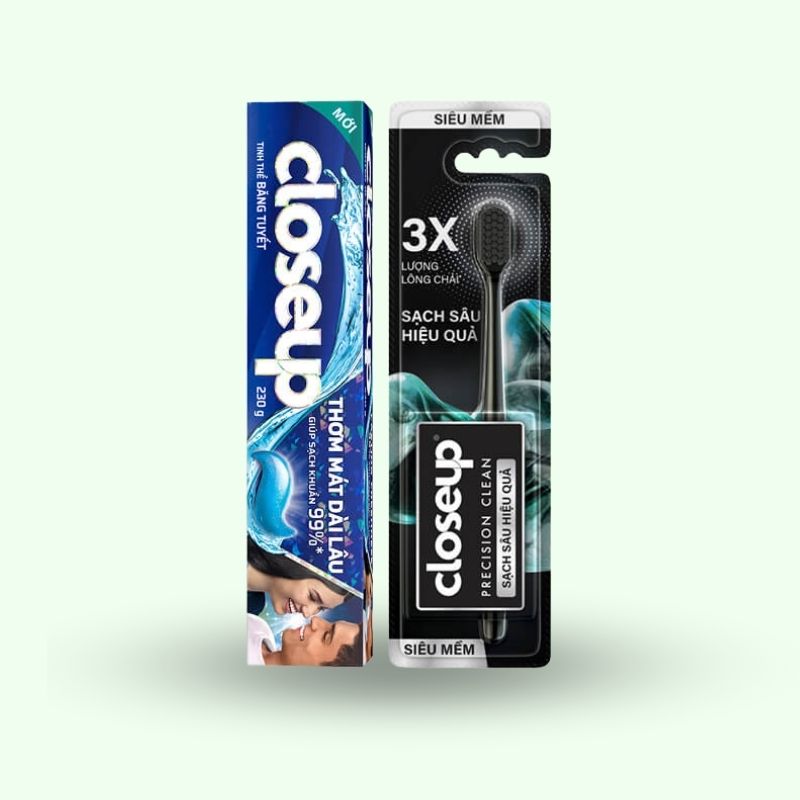 MỚI
closeup
TINH THỂ BĂNG TUYẾT
230 g
THƠM MÁT DÀI LÂU
GIÚP SẠCH KHUẨN 99%*
closeup
SIÊU MỀM
3X
LƯỢNG
LÔNG CHẢI*
SẠCH SÂU
HIỆU QUẢ
closeup®
PRECISION CLEAN
SẠCH SÂU HIỆU QUẢ
SIÊU MỀM